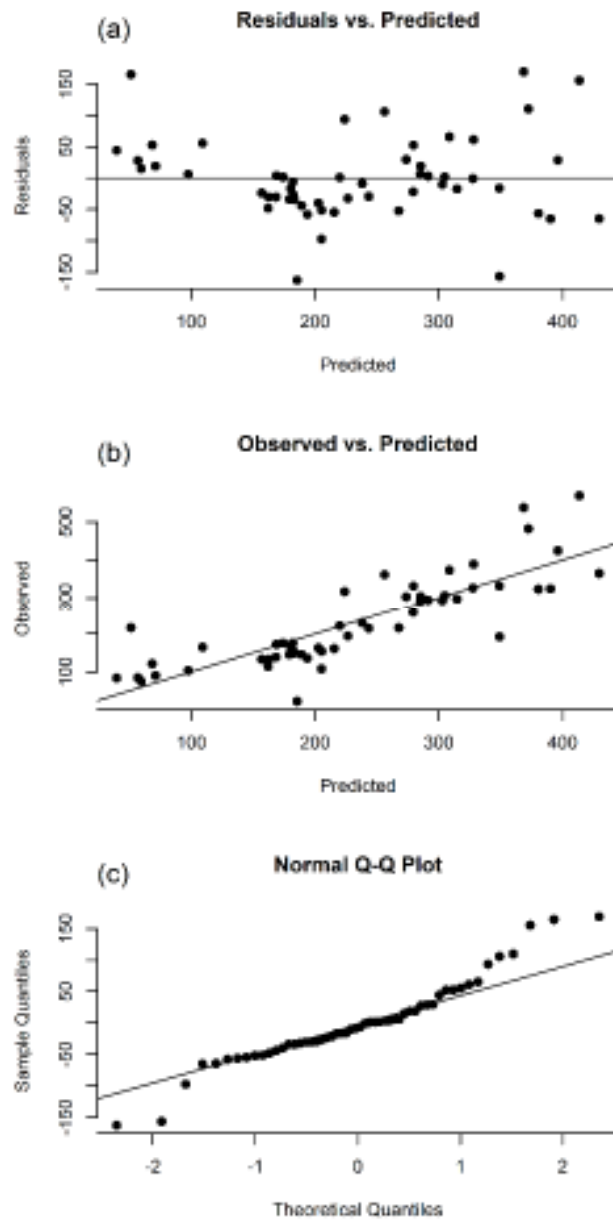 (a)
Residuals vs. Predicted
150
50
-50
-150
Residuals
100
200
300
400
Predicted
(b)
Observed vs. Predicted
500
300
100
Observed
100
200
300
400
Predicted
(c)
Normal Q-Q Plot
150
50
-50
-150
Sample Quantiles
-2
-1
0
1
2
Theoretical Quantiles